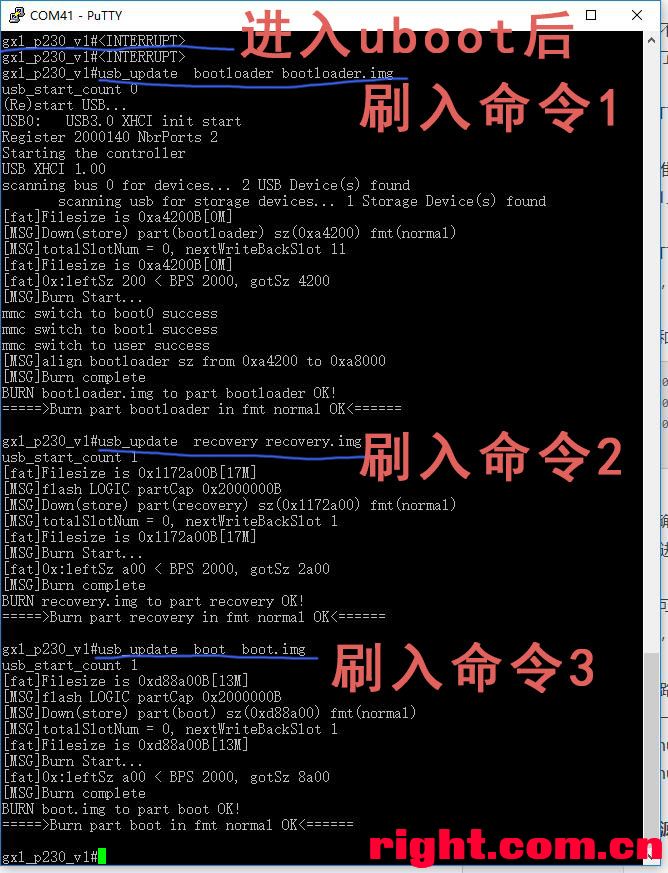 COM41 - PuTTY
gxl_p230_v1#<INTERRUPT>
进入uboot后
gxl_p230_v1#<INTERRUPT>
gxl_p230_v1#usb_update  bootloader bootloader.img
usb_start_count 0
刷入命令1
(Re)start USB...
USB0:   USB3.0 XHCI init start
Register 2000140 NbrPorts 2
Starting the controller
USB XHCI 1.00
scanning bus 0 for devices... 2 USB Device(s) found
       scanning usb for storage devices... 1 Storage Device(s) found
[fat]Filesize is 0xa4200B[0M]
[MSG]Down(store) part(bootloader) sz(0xa4200) fmt(normal)
[MSG]totalSlotNum = 0, nextWriteBackSlot 11
[fat]Filesize is 0xa4200B[0M]
[fat]0x:leftSz 200 < BPS 2000, gotSz 4200
[MSG]Burn Start...
mmc switch to boot0 success
mmc switch to boot1 success
mmc switch to user success
[MSG]align bootloader sz from 0xa4200 to 0xa8000
[MSG]Burn complete
BURN bootloader.img to part bootloader OK!
=====>Burn part bootloader in fmt normal OK<======
gxl_p230_v1#usb_update  recovery recovery.img
刷入命令2
usb_start_count 1
[fat]Filesize is 0x1172a00B[17M]
[MSG]flash LOGIC partCap 0x2000000B
[MSG]Down(store) part(recovery) sz(0x1172a00) fmt(normal)
[MSG]totalSlotNum = 0, nextWriteBackSlot 1
[fat]Filesize is 0x1172a00B[17M]
[MSG]Burn Start...
[fat]0x:leftSz a00 < BPS 2000, gotSz 2a00
[MSG]Burn complete
BURN recovery.img to part recovery OK!
=====>Burn part recovery in fmt normal OK<======
gxl_p230_v1#usb_update  boot  boot.img
刷入命令3
usb_start_count 1
[fat]Filesize is 0xd88a00B[13M]
[MSG]flash LOGIC partCap 0x2000000B
[MSG]Down(store) part(boot) sz(0xd88a00) fmt(normal)
[MSG]totalSlotNum = 0, nextWriteBackSlot 1
[fat]Filesize is 0xd88a00B[13M]
[MSG]Burn Start...
[fat]0x:leftSz a00 < BPS 2000, gotSz 8a00
[MSG]Burn complete
BURN boot.img to part boot OK!
=====>Burn part boot in fmt normal OK<======
right.com.cn
gxl_p230_v1#